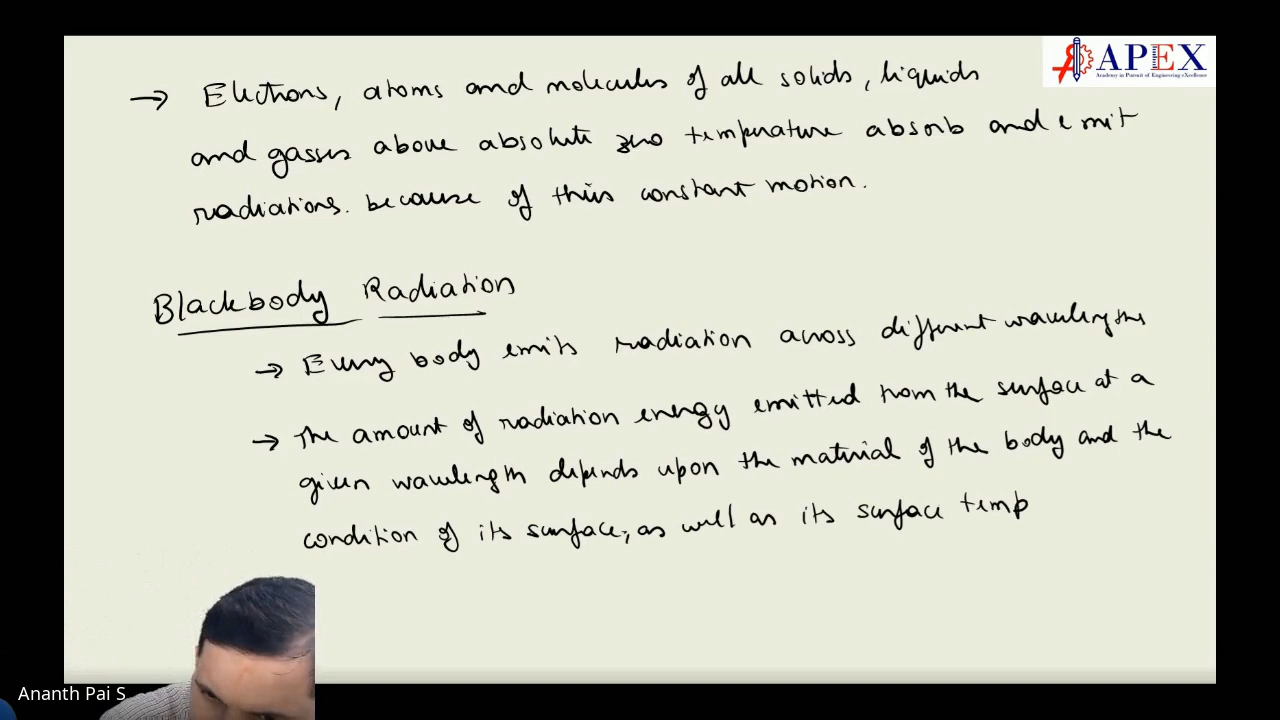 APEX
Academy in Pursuit of Engineering eXcellence
→ Electrons, atoms and molecules of all solids, liquids
and gasses above absolute zero temperature absorb and emit
radiations. because of this constant motion.
Blackbody Radiation
→ Every body emits radiation across different wavelengths
→ The amount of radiation energy emitted from the surface at a
given wavelength depends upon the material of the body and the
condition of its surface, as well as its surface temp
Ananth Pai S